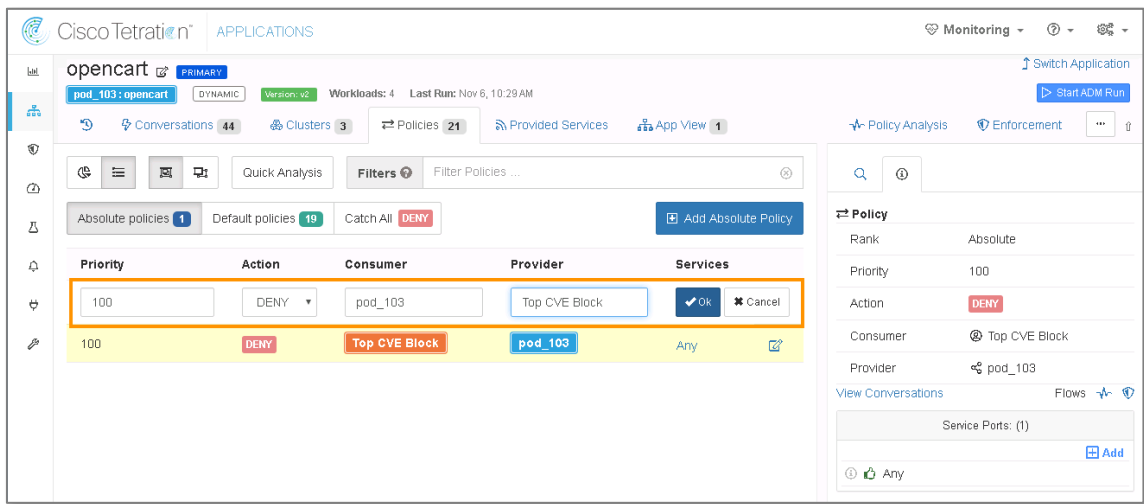 Cisco Tetration™ APPLICATIONS Monitoring
opencart PRIMARY Switch Application
pod_103 : opencart DYNAMIC Version: v2 Workloads: 4 Last Run: Nov 6, 10:29 AM Start ADM Run
Conversations 44 Clusters 3 Policies 21 Provided Services App View 1 Policy Analysis Enforcement ...
Quick Analysis Filters ? Filter Policies ...
Absolute policies 1 Default policies 19 Catch All DENY Add Absolute Policy
Priority Action Consumer Provider Services
100 DENY pod_103 Top CVE Block Ok Cancel
100 DENY Top CVE Block pod_103 Any
Policy
Rank Absolute
Priority 100
Action DENY
Consumer Top CVE Block
Provider pod_103
View Conversations Flows
Service Ports: (1)
Add
Any